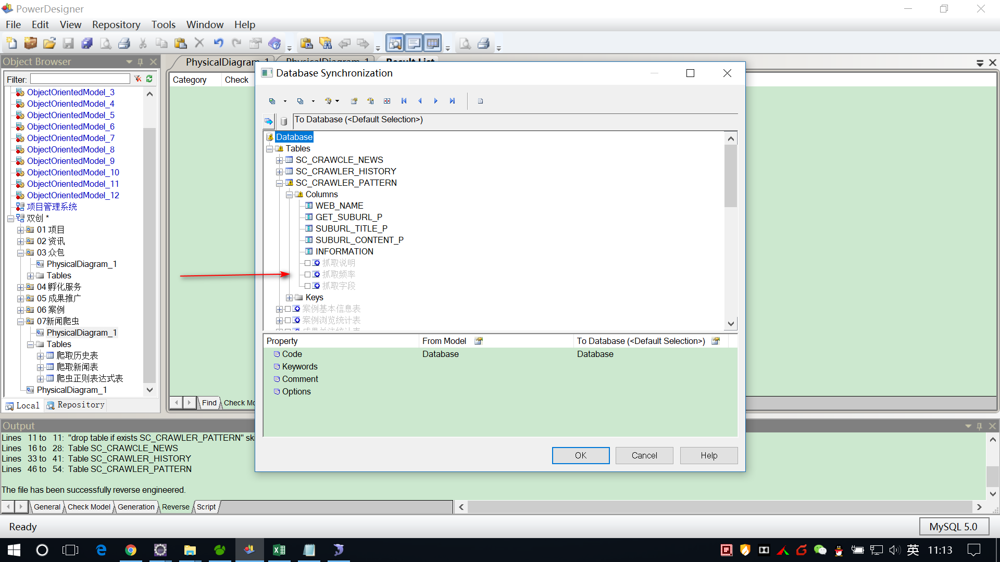 PowerDesigner
File Edit View Repository Tools Window Help
Object Browser
Filter:
ObjectOrientedModel_3
ObjectOrientedModel_4
ObjectOrientedModel_5
ObjectOrientedModel_6
ObjectOrientedModel_7
ObjectOrientedModel_8
ObjectOrientedModel_9
ObjectOrientedModel_10
ObjectOrientedModel_11
ObjectOrientedModel_12
项目管理系统
双创 *
01 项目
02 资讯
03 众包
PhysicalDiagram_1
Tables
04 孵化服务
05 成果推广
06 案例
07新闻爬虫
PhysicalDiagram_1
Tables
爬取历史表
爬取新闻表
爬虫正则表达式表
PhysicalDiagram_1
Local Repository
PhysicalDiagram_1 PhysicalDiagram_1 Result List
Category Check
Find Check Mo
Database Synchronization
To Database (<Default Selection>)
Database
Tables
SC_CRAWCLE_NEWS
SC_CRAWLER_HISTORY
SC_CRAWLER_PATTERN
Columns
WEB_NAME
GET_SUBURL_P
SUBURL_TITLE_P
SUBURL_CONTENT_P
INFORMATION
抓取说明
抓取频率
抓取字段
Keys
案例基本信息表
案例浏览统计表
成果关注统计表
Property From Model To Database (<Default Selection>)
Code Database Database
Keywords
Comment
Options
OK Cancel Help
Output
Lines 11 to 11: "drop table if exists SC_CRAWLER_PATTERN" sk
Lines 16 to 28: Table SC_CRAWCLE_NEWS
Lines 33 to 41: Table SC_CRAWLER_HISTORY
Lines 46 to 54: Table SC_CRAWLER_PATTERN
The file has been successfully reverse engineered.
General Check Model Generation Reverse Script
Ready
MySQL 5.0
英 11:13